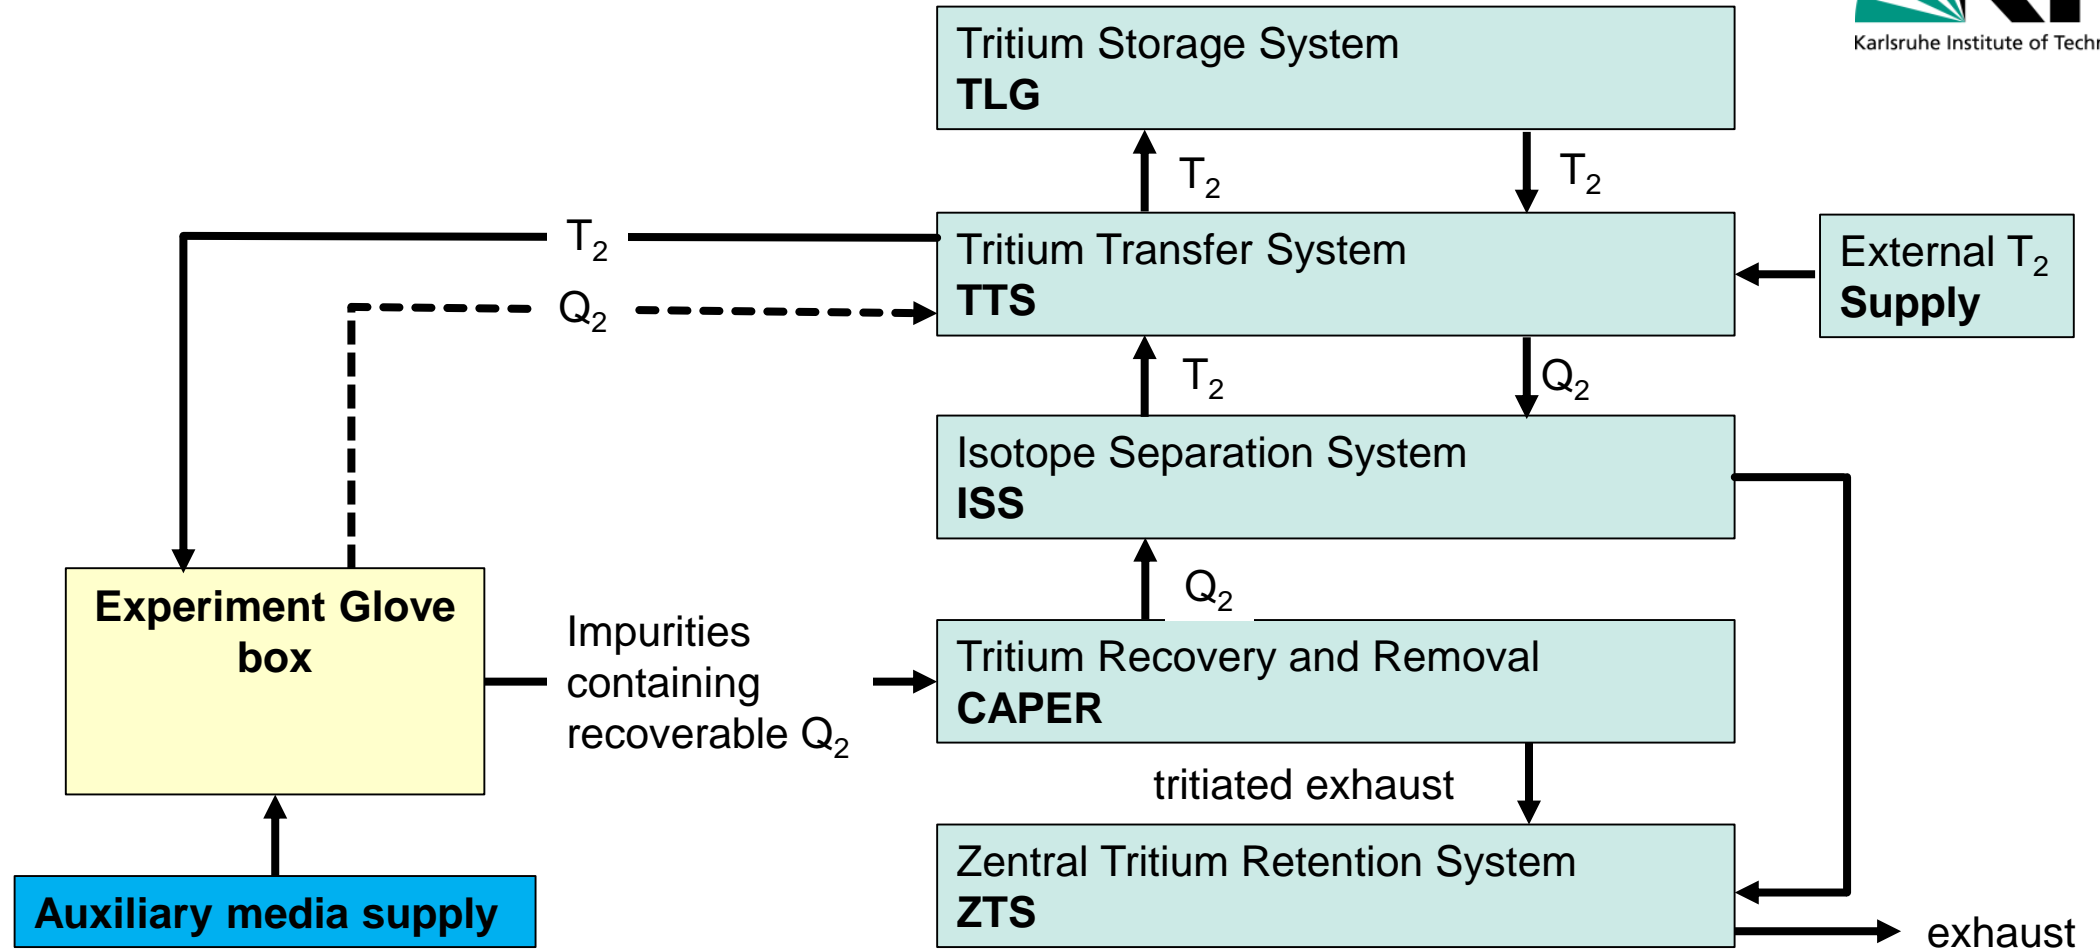 Karlsruhe Institute of
Tritium Storage System
TLG
T₂
T₂
T₂
Tritium Transfer System
TTS
External T₂
Supply
Q₂
T₂
Q₂
Isotope Separation System
ISS
Q₂
Experiment Glove
box
Impurities
containing
recoverable Q₂
Tritium Recovery and Removal
CAPER
tritiated exhaust
Zentral Tritium Retention System
ZTS
Auxiliary media supply
exhaust